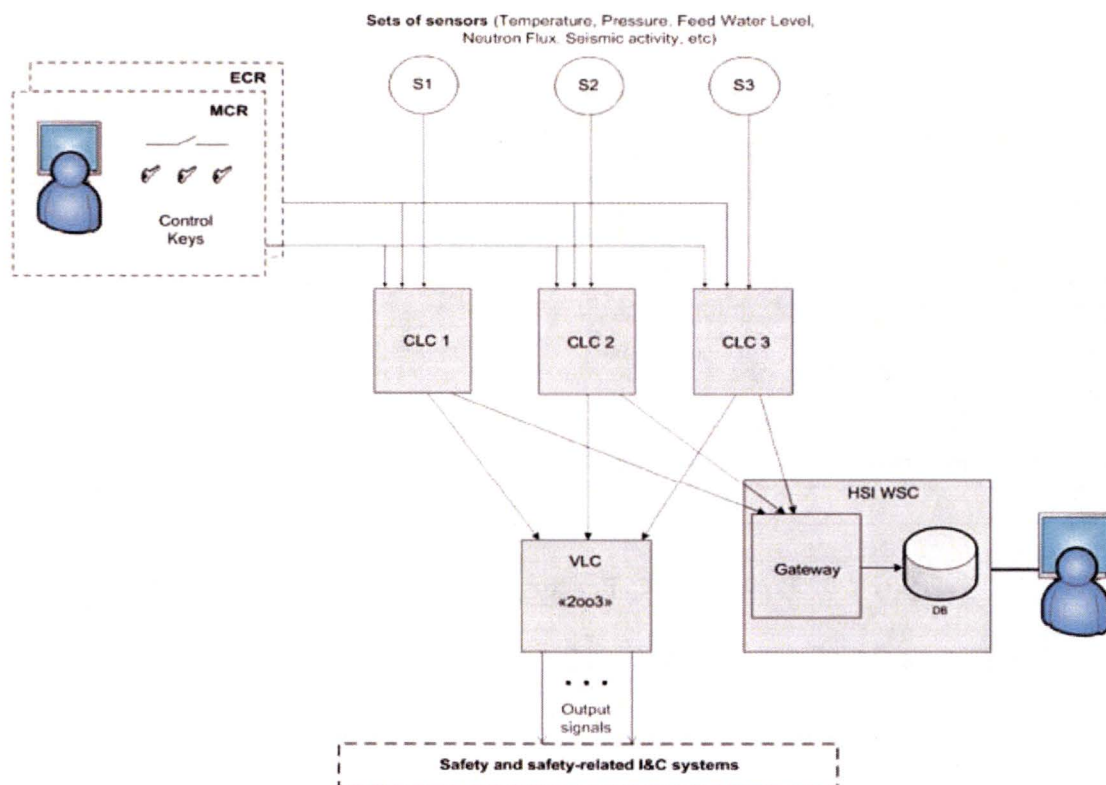 Sets of sensors (Temperature, Pressure. Feed Water Level,
Neutron Flux. Seismic activity, etc)
ECR
MCR
Control
Keys
S1
S2
S3
CLC 1
CLC 2
CLC 3
VLC
«2oo3»
HSI WSC
Gateway
DB
Output
signals
Safety and safety-related I&C systems